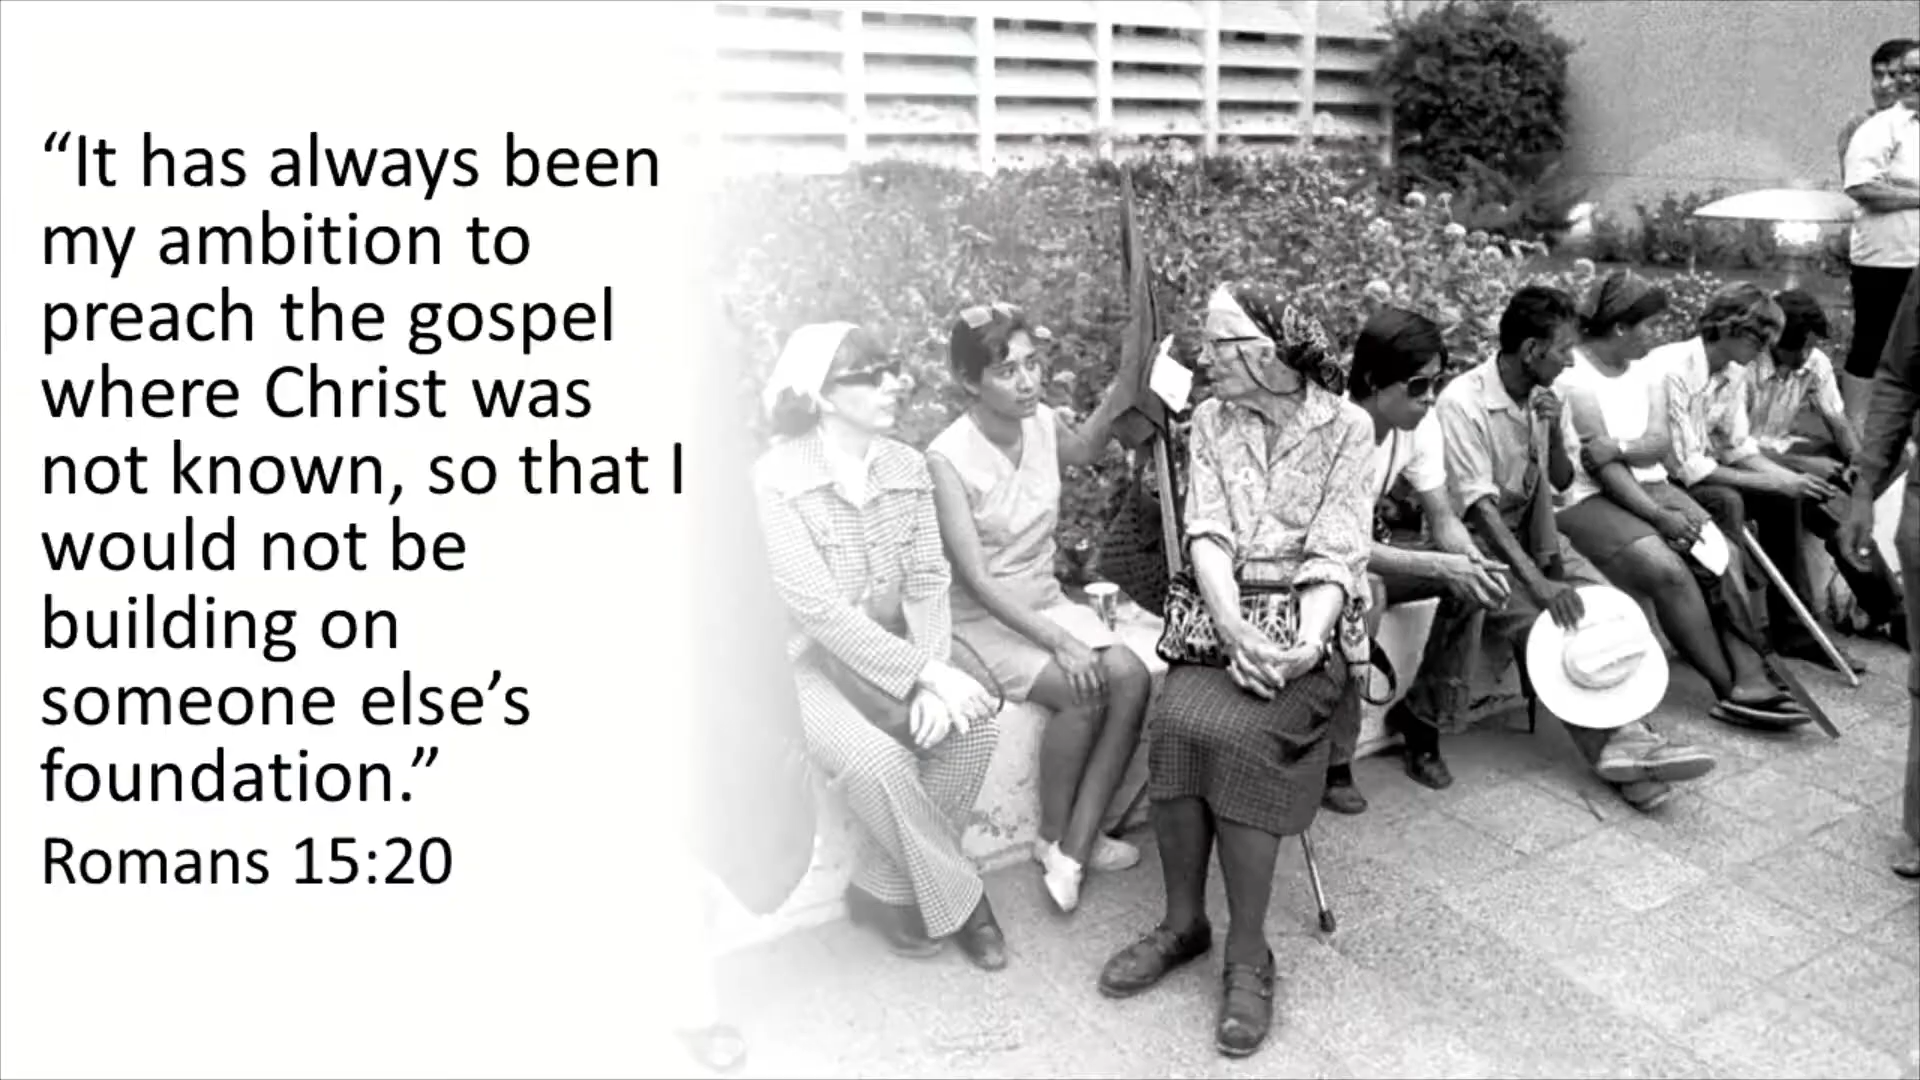 “It has always been
my ambition to
preach the gospel
where Christ was
not known, so that I
would not be
building on
someone else’s
foundation.”
Romans 15:20